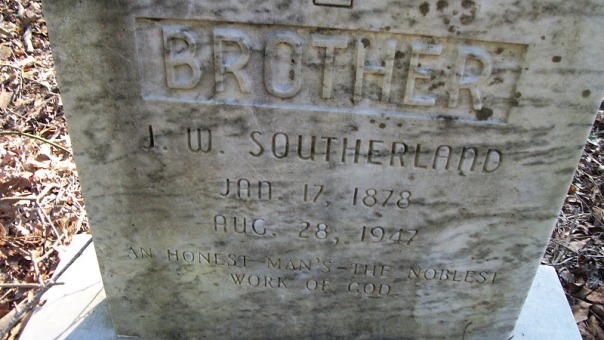 BROTHER
J. W. SOUTHERLAND
JAN. 17, 1878
AUG. 28, 1947
AN HONEST MAN'S-THE NOBLEST
WORK OF GOD